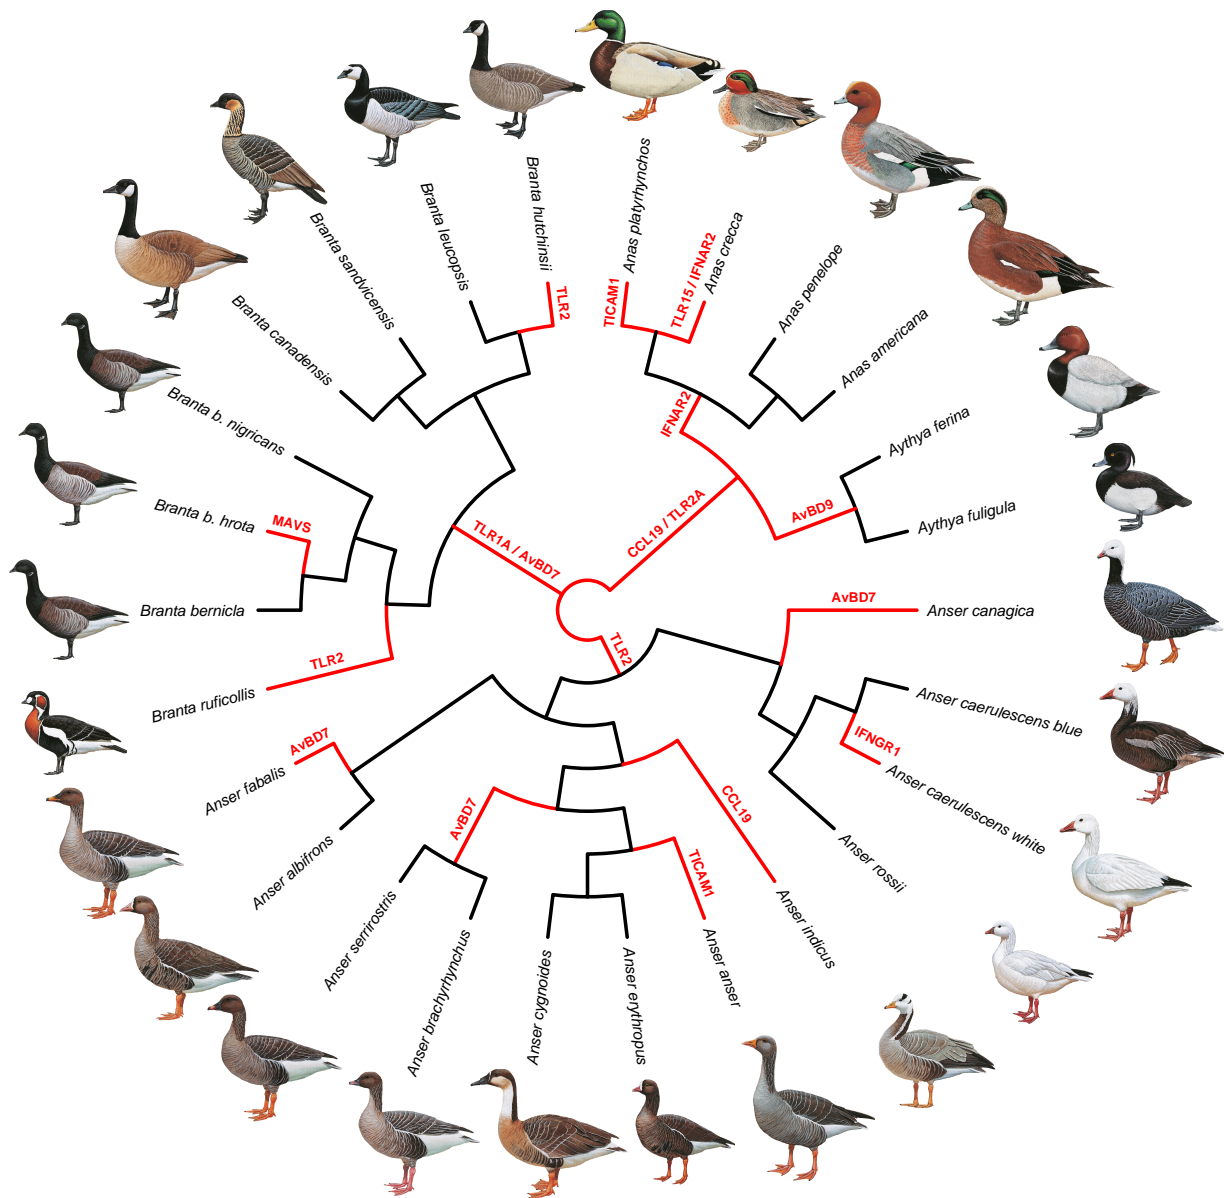 Branta hutchinsii
TLR2
Anas platyrhynchos
TICAM1
Anas crecca
TLR15 / IFNAR2
Anas penelope
Anas americana
IFNAR2
Aythya ferina
Aythya fuligula
AvBD9
CCL19 / TLR2A
Anser canagica
AvBD7
Anser caerulescens blue
Anser caerulescens white
IFNGR1
Anser rossii
Anser indicus
CCL19
Anser anser
TICAM1
Anser erythropus
Anser cygnoides
Anser brachyrhynchus
Anser serrirostris
AvBD7
Anser albifrons
Anser fabalis
AvBD7
TLR2
Branta ruficollis
TLR2
Branta bernicla
Branta b. hrota
MAVS
Branta b. nigricans
Branta canadensis
Branta sandvicensis
Branta leucopsis
TLR1A / AvBD7